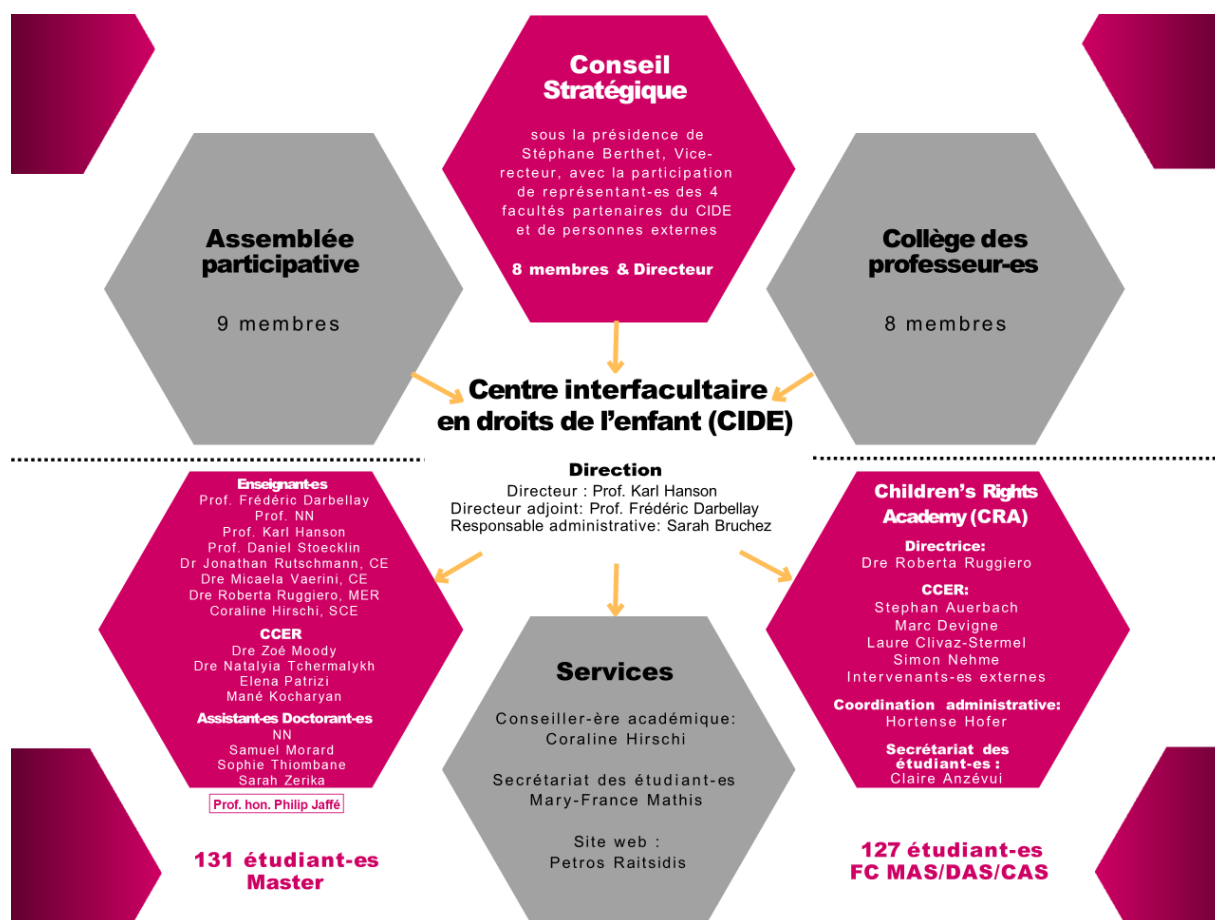 Conseil
Stratégique
sous la présidence de
Stéphane Berthet, Vice-
recteur, avec la participation
de représentant-es des 4
facultés partenaires du CIDE
et de personnes externes
8 membres & Directeur
Assemblée
participative
9 membres
Collège des
professeur-es
8 membres
Centre interfacultaire
en droits de l’enfant (CIDE)
Direction
Directeur : Prof. Karl Hanson
Directeur adjoint: Prof. Frédéric Darbellay
Responsable administrative: Sarah Bruchez
Enseignant-es
Prof. Frédéric Darbellay
Prof. NN
Prof. Karl Hanson
Prof. Daniel Stoecklin
Dr Jonathan Rutschmann, CE
Dre Micaela Vaerini, CE
Dre Roberta Ruggiero, MER
Coraline Hirschi, SCE
CCER
Dre Zoé Moody
Dre Natalyia Tchermalykh
Elena Patrizi
Mané Kocharyan
Assistant-es Doctorant-es
NN
Samuel Morard
Sophie Thiombane
Sarah Zerika
Prof. hon. Philip Jaffé
131 étudiant-es
Master
Services
Conseiller-ère académique:
Coraline Hirschi
Secrétariat des étudiant-es
Mary-France Mathis
Site web :
Petros Raitsidis
Children’s Rights
Academy (CRA)
Directrice:
Dre Roberta Ruggiero
CCER:
Stephan Auerbach
Marc Devigne
Laure Clivaz-Stermel
Simon Nehme
Intervenants-es externes
Coordination administrative:
Hortense Hofer
Secrétariat des
étudiant-es :
Claire Anzévui
127 étudiant-es
FC MAS/DAS/CAS